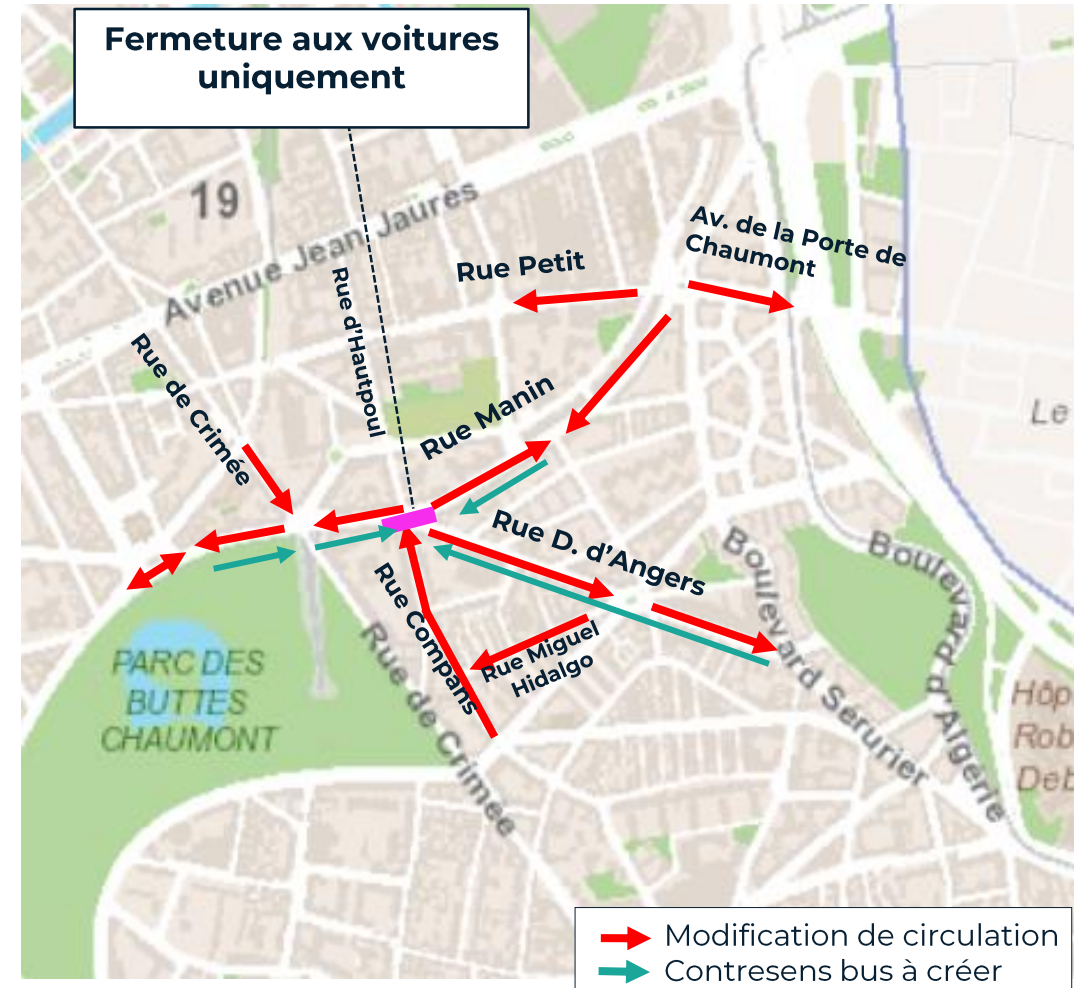 Fermeture aux voitures
uniquement
19
Avenue Jean Jaurès
Av. de la Porte de
Chaumont
Rue Petit
Rue d'Hautpoul
Rue de Crimée
Rue Manin
Le
Rue D. d'Angers
Boulevard Sérurier
Boulevard d'Algérie
Rue Compans
Rue Miguel
Hidalgo
Rue de Crimée
PARC DES
BUTTES
CHAUMONT
Hôp
Rob
Deb
Modification de circulation
Contresens bus à créer